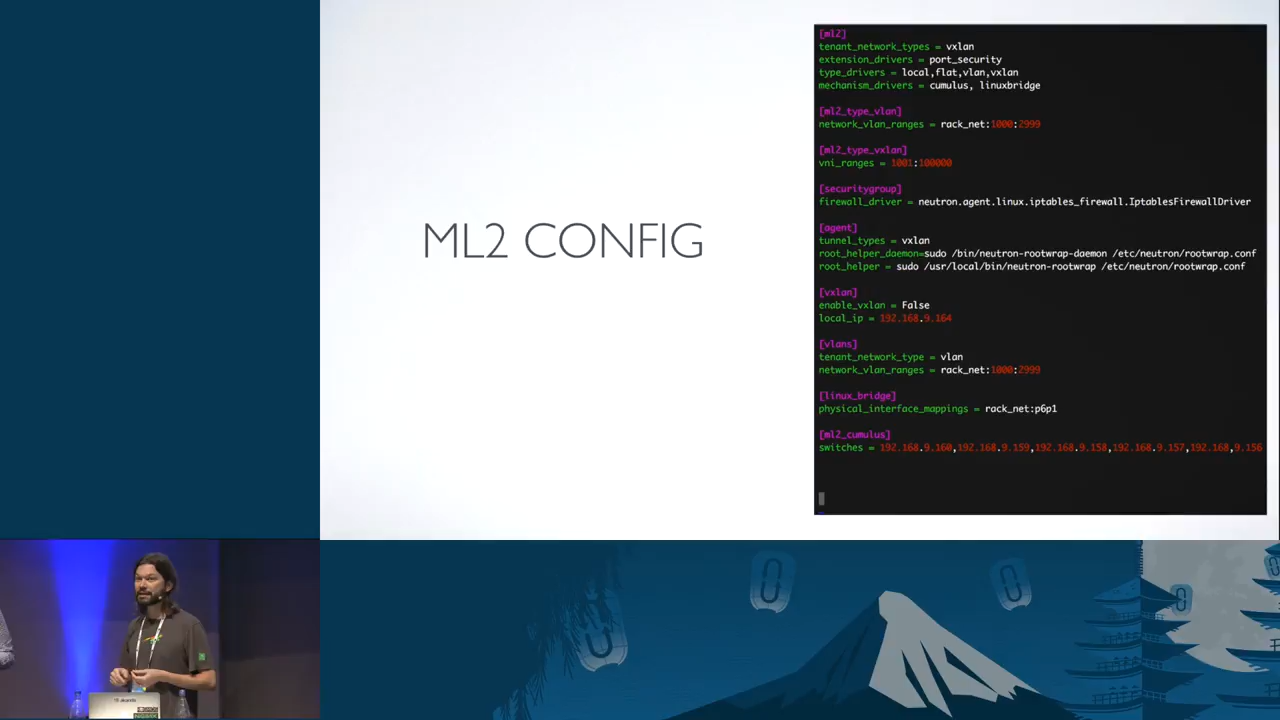 ML2 CONFIG
[ml2]
tenant_network_types = vxlan
extension_drivers = port_security
type_drivers = local,flat,vlan,vxlan
mechanism_drivers = cumulus, linuxbridge
[ml2_type_vlan]
network_vlan_ranges = rack_net:1000:2999
[ml2_type_vxlan]
vni_ranges = 1001:100000
[securitygroup]
firewall_driver = neutron.agent.linux.iptables_firewall.IptablesFirewallDriver
[agent]
tunnel_types = vxlan
root_helper_daemon=sudo /bin/neutron-rootwrap-daemon /etc/neutron/rootwrap.conf
root_helper = sudo /usr/local/bin/neutron-rootwrap /etc/neutron/rootwrap.conf
[vxlan]
enable_vxlan = False
local_ip = 192.168.9.164
[vlans]
tenant_network_type = vlan
network_vlan_ranges = rack_net:1000:2999
[linux_bridge]
physical_interface_mappings = rack_net:p6p1
[ml2_cumulus]
switches = 192.168.9.160,192.168.9.159,192.168.9.158,192.168.9.157,192.168,9.156